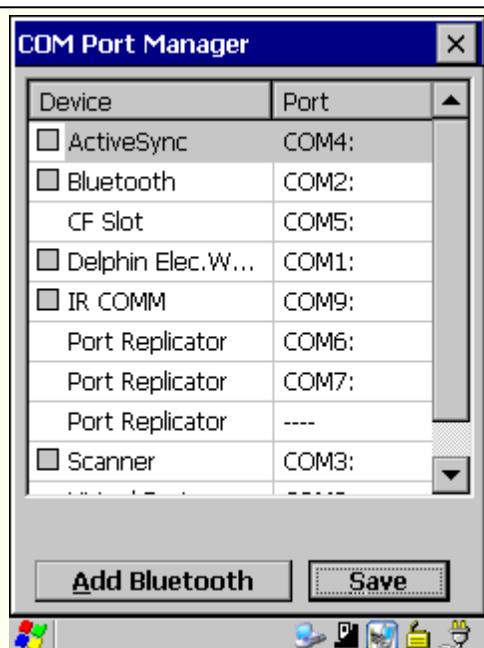 COM Port Manager
Device Port
ActiveSync COM4:
Bluetooth COM2:
CF Slot COM5:
Delphin Elec.W... COM1:
IR COMM COM9:
Port Replicator COM6:
Port Replicator COM7:
Port Replicator ----
Scanner COM3:
Add Bluetooth Save